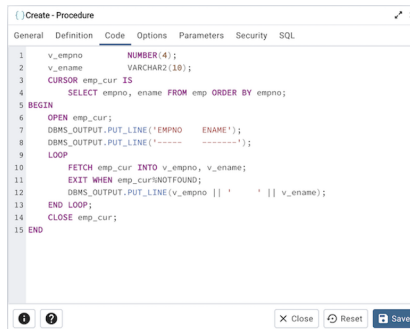 { }Create - Procedure
General Definition Code Options Parameters Security SQL
1 v_empno NUMBER(4);
2 v_ename VARCHAR2(10);
3 CURSOR emp_cur IS
4 SELECT empno, ename FROM emp ORDER BY empno;
5 BEGIN
6 OPEN emp_cur;
7 DBMS_OUTPUT.PUT_LINE('EMPNO    ENAME');
8 DBMS_OUTPUT.PUT_LINE('-----    -------');
9 LOOP
10 FETCH emp_cur INTO v_empno, v_ename;
11 EXIT WHEN emp_cur%NOTFOUND;
12 DBMS_OUTPUT.PUT_LINE(v_empno || '     ' || v_ename);
13 END LOOP;
14 CLOSE emp_cur;
15 END
Close Reset Save